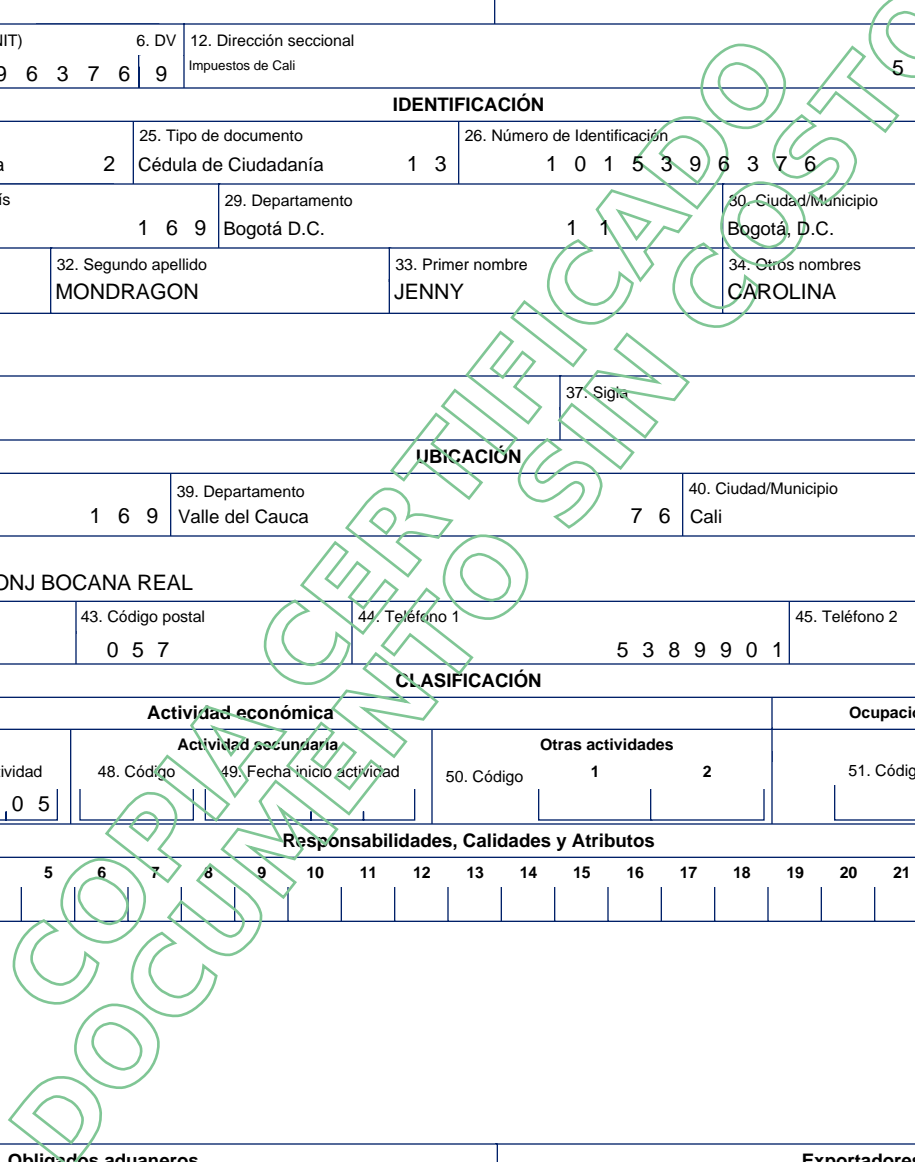 NIT) 6. DV 12. Dirección seccional
9 6 3 7 6 9 Impuestos de Cali 5
IDENTIFICACIÓN
25. Tipo de documento 26. Número de Identificación
a 2 Cédula de Ciudadanía 1 3 1 0 1 5 3 9 6 3 7 6
ís 29. Departamento 30. Ciudad/Municipio
1 6 9 Bogotá D.C. 1 1 Bogotá, D.C.
32. Segundo apellido 33. Primer nombre 34. Otros nombres
MONDRAGON JENNY CAROLINA
37. Sigla
UBICACIÓN
39. Departamento 40. Ciudad/Municipio
1 6 9 Valle del Cauca 7 6 Cali
ONJ BOCANA REAL
43. Código postal 44. Teléfono 1 45. Teléfono 2
0 5 7 5 3 8 9 9 0 1
CLASIFICACIÓN
Actividad económica Ocupació
Actividad secundaria Otras actividades
ividad 48. Código 49. Fecha inicio actividad 50. Código 1 2 51. Códig
0 5
Responsabilidades, Calidades y Atributos
5 6 7 8 9 10 11 12 13 14 15 16 17 18 19 20 21
Obligados aduaneros Exportadores
COPIA CERTIFICADO
DOCUMENTO SIN COSTO